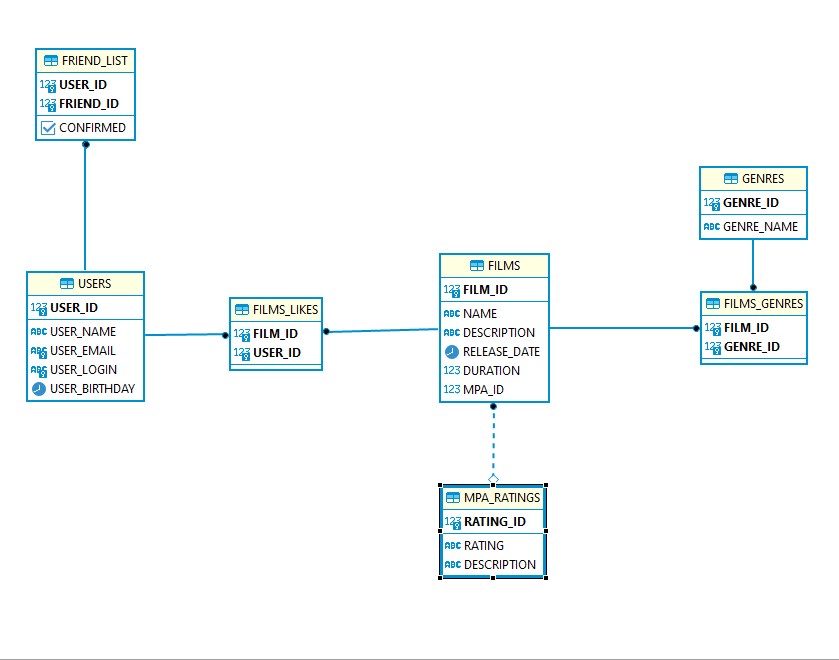 FRIEND_LIST
123 USER_ID
123 FRIEND_ID
CONFIRMED
USERS
123 USER_ID
ABC USER_NAME
ABC USER_EMAIL
ABC USER_LOGIN
USER_BIRTHDAY
FILMS_LIKES
123 FILM_ID
123 USER_ID
FILMS
123 FILM_ID
ABC NAME
ABC DESCRIPTION
RELEASE_DATE
123 DURATION
123 MPA_ID
GENRES
123 GENRE_ID
ABC GENRE_NAME
FILMS_GENRES
123 FILM_ID
123 GENRE_ID
MPA_RATINGS
123 RATING_ID
ABC RATING
ABC DESCRIPTION